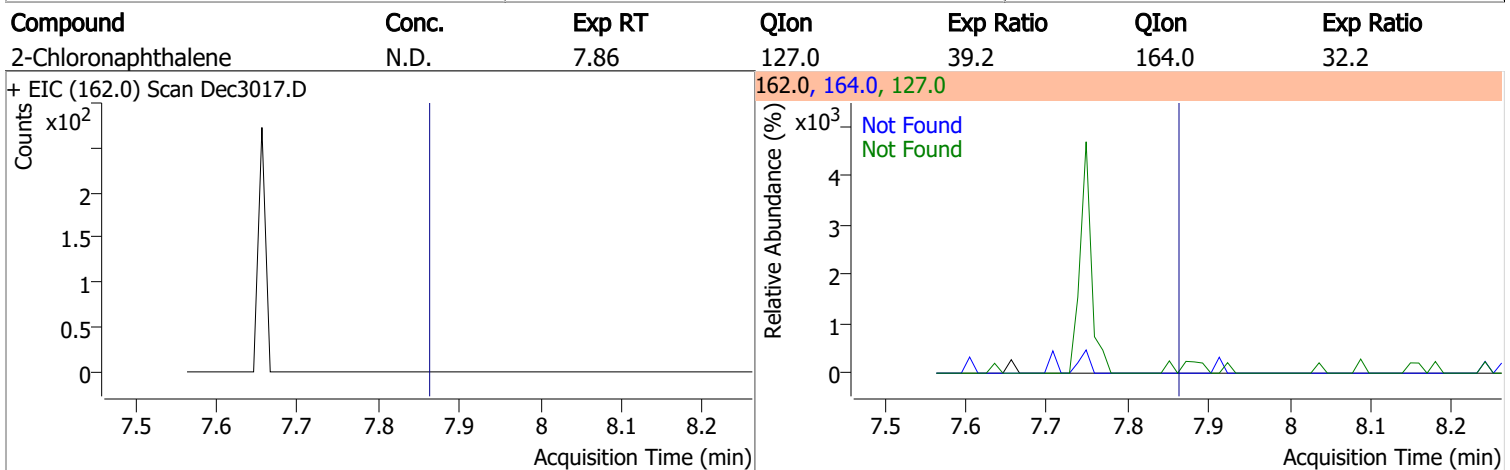 Compound Conc. Exp RT QIon Exp Ratio QIon Exp Ratio
2-Chloronaphthalene N.D. 7.86 127.0 39.2 164.0 32.2
+ EIC (162.0) Scan Dec3017.D
Counts
x10²
2
1.5
1
0.5
0
7.5 7.6 7.7 7.8 7.9 8 8.1 8.2
Acquisition Time (min)
162.0, 164.0, 127.0
Relative Abundance (%)
x10³
Not Found
Not Found
4
3
2
1
0
7.5 7.6 7.7 7.8 7.9 8 8.1 8.2
Acquisition Time (min)